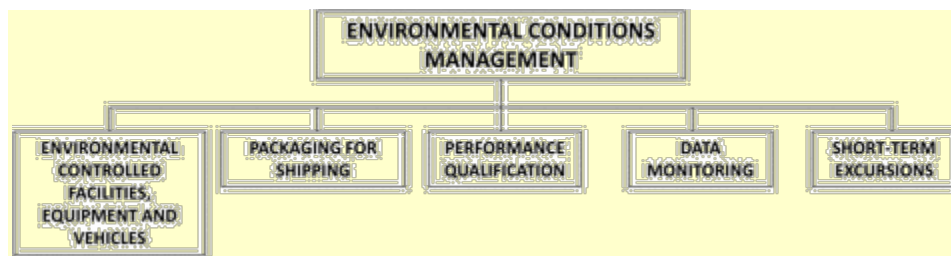 ENVIRONMENTAL CONDITIONS
MANAGEMENT
ENVIRONMENTAL
CONTROLLED
FACILITIES,
EQUIPMENT AND
VEHICLES
PACKAGING FOR
SHIPPING
PERFORMANCE
QUALIFICATION
DATA
MONITORING
SHORT-TERM
EXCURSIONS